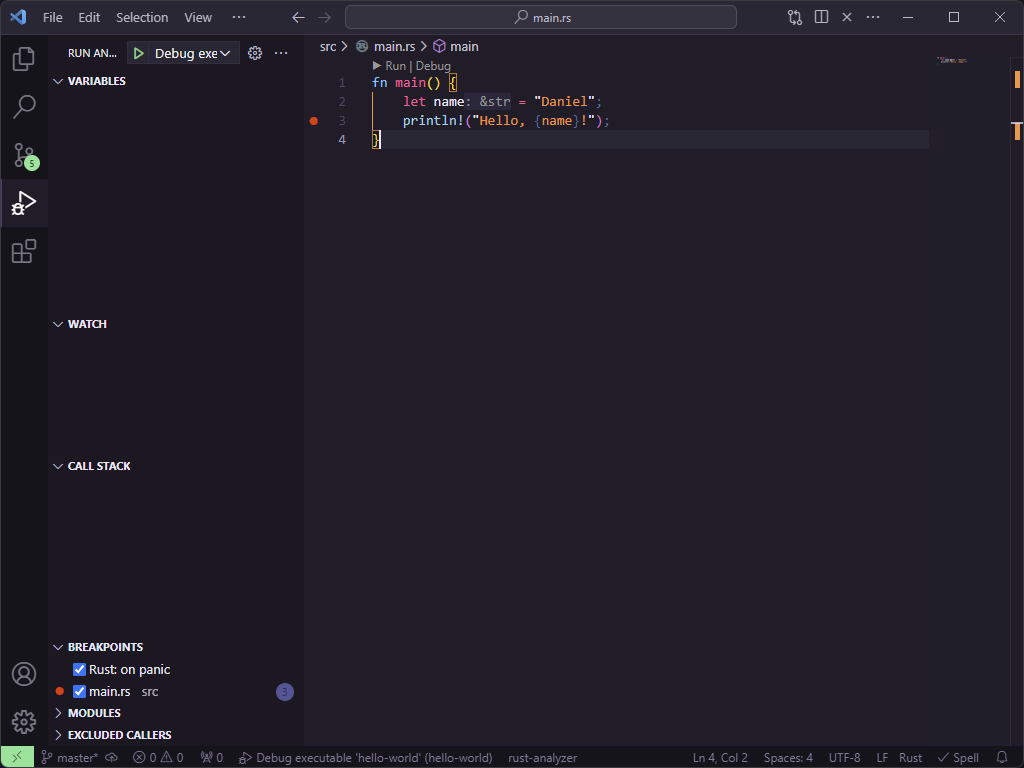 File Edit Selection View ···
main.rs
RUN AN... Debug exe
src > main.rs > main
VARIABLES
Run | Debug
1 fn main() {
2 let name: &str = "Daniel";
3 println!("Hello, {name}!");
4 }
5
WATCH
CALL STACK
BREAKPOINTS
Rust: on panic
main.rs src 3
MODULES
EXCLUDED CALLERS
master* 0 0 0 Debug executable 'hello-world' (hello-world) rust-analyzer Ln 4, Col 2 Spaces: 4 UTF-8 LF Rust Spell